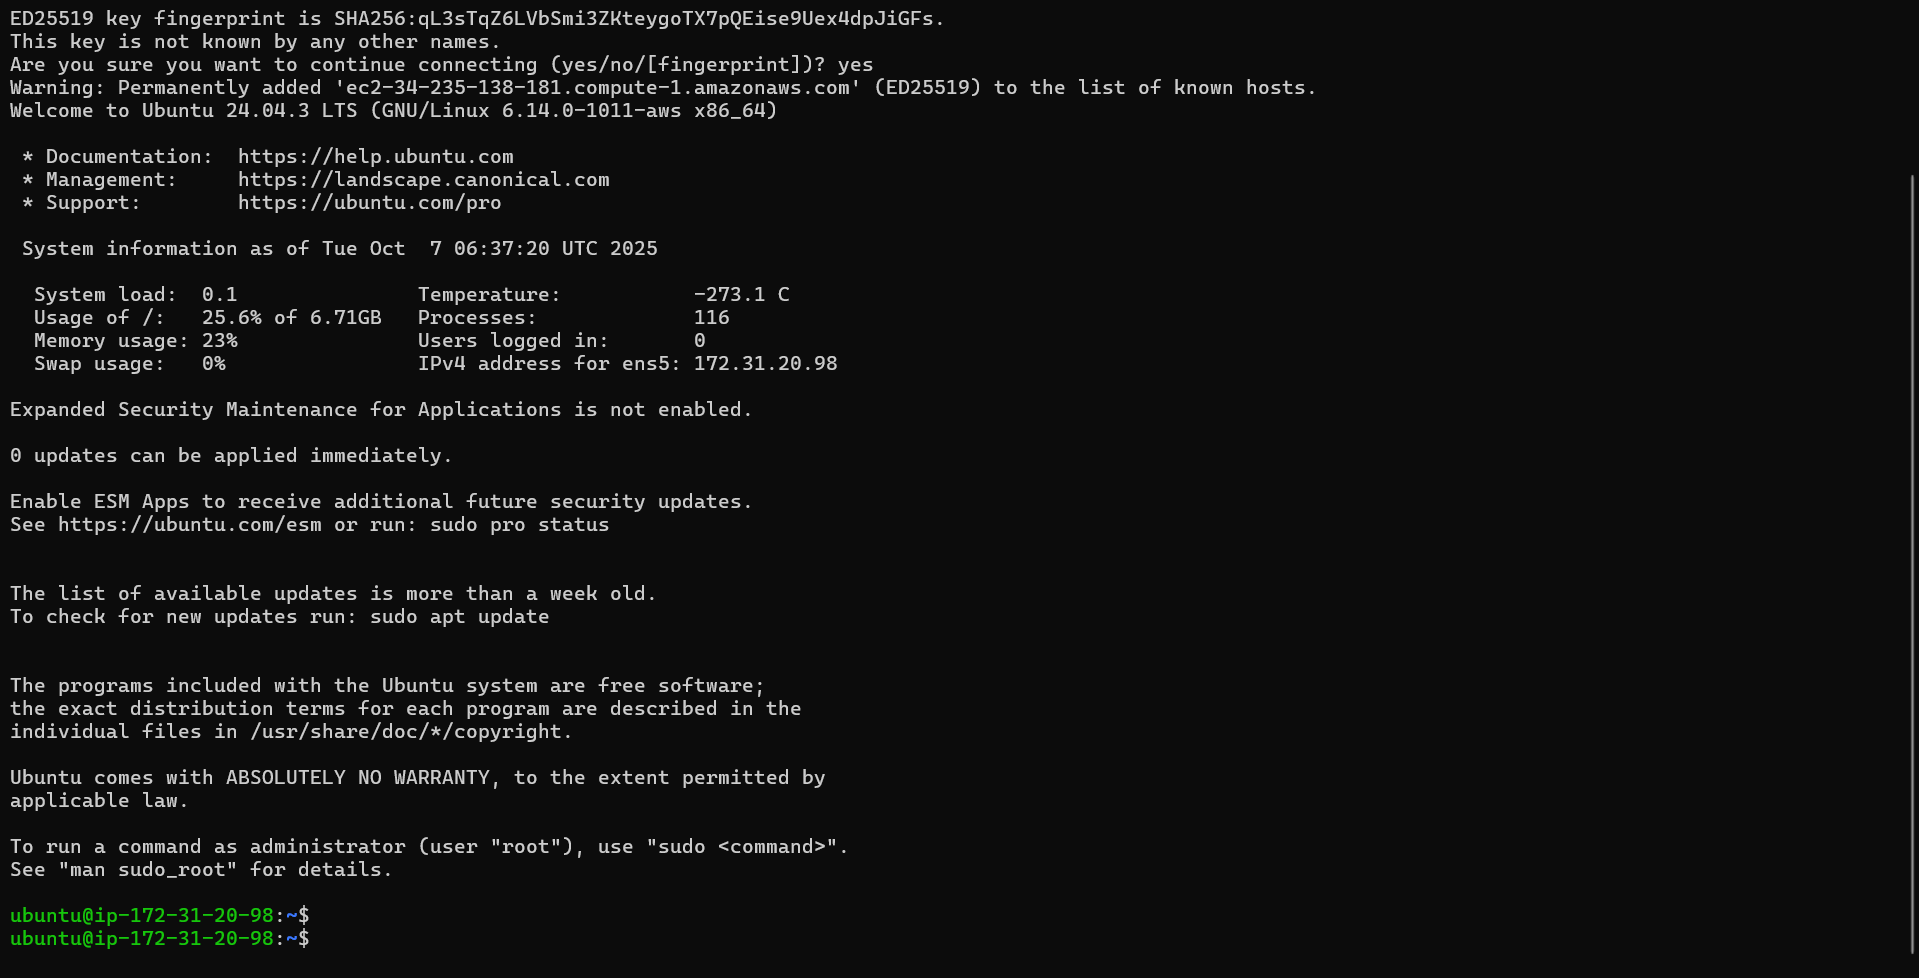 ED25519 key fingerprint is SHA256:qL3sTqZ6LVbSmi3ZKteygoTX7pQEise9Uex4dpJiGFs.
This key is not known by any other names.
Are you sure you want to continue connecting (yes/no/[fingerprint])? yes
Warning: Permanently added 'ec2-34-235-138-181.compute-1.amazonaws.com' (ED25519) to the list of known hosts.
Welcome to Ubuntu 24.04.3 LTS (GNU/Linux 6.14.0-1011-aws x86_64)

 * Documentation:  https://help.ubuntu.com
 * Management:     https://landscape.canonical.com
 * Support:        https://ubuntu.com/pro

 System information as of Tue Oct  7 06:37:20 UTC 2025

  System load:  0.1               Temperature:           -273.1 C
  Usage of /:   25.6% of 6.71GB   Processes:             116
  Memory usage: 23%               Users logged in:       0
  Swap usage:   0%                IPv4 address for ens5: 172.31.20.98

Expanded Security Maintenance for Applications is not enabled.

0 updates can be applied immediately.

Enable ESM Apps to receive additional future security updates.
See https://ubuntu.com/esm or run: sudo pro status


The list of available updates is more than a week old.
To check for new updates run: sudo apt update


The programs included with the Ubuntu system are free software;
the exact distribution terms for each program are described in the
individual files in /usr/share/doc/*/copyright.

Ubuntu comes with ABSOLUTELY NO WARRANTY, to the extent permitted by
applicable law.

To run a command as administrator (user "root"), use "sudo <command>".
See "man sudo_root" for details.

ubuntu@ip-172-31-20-98:~$
ubuntu@ip-172-31-20-98:~$